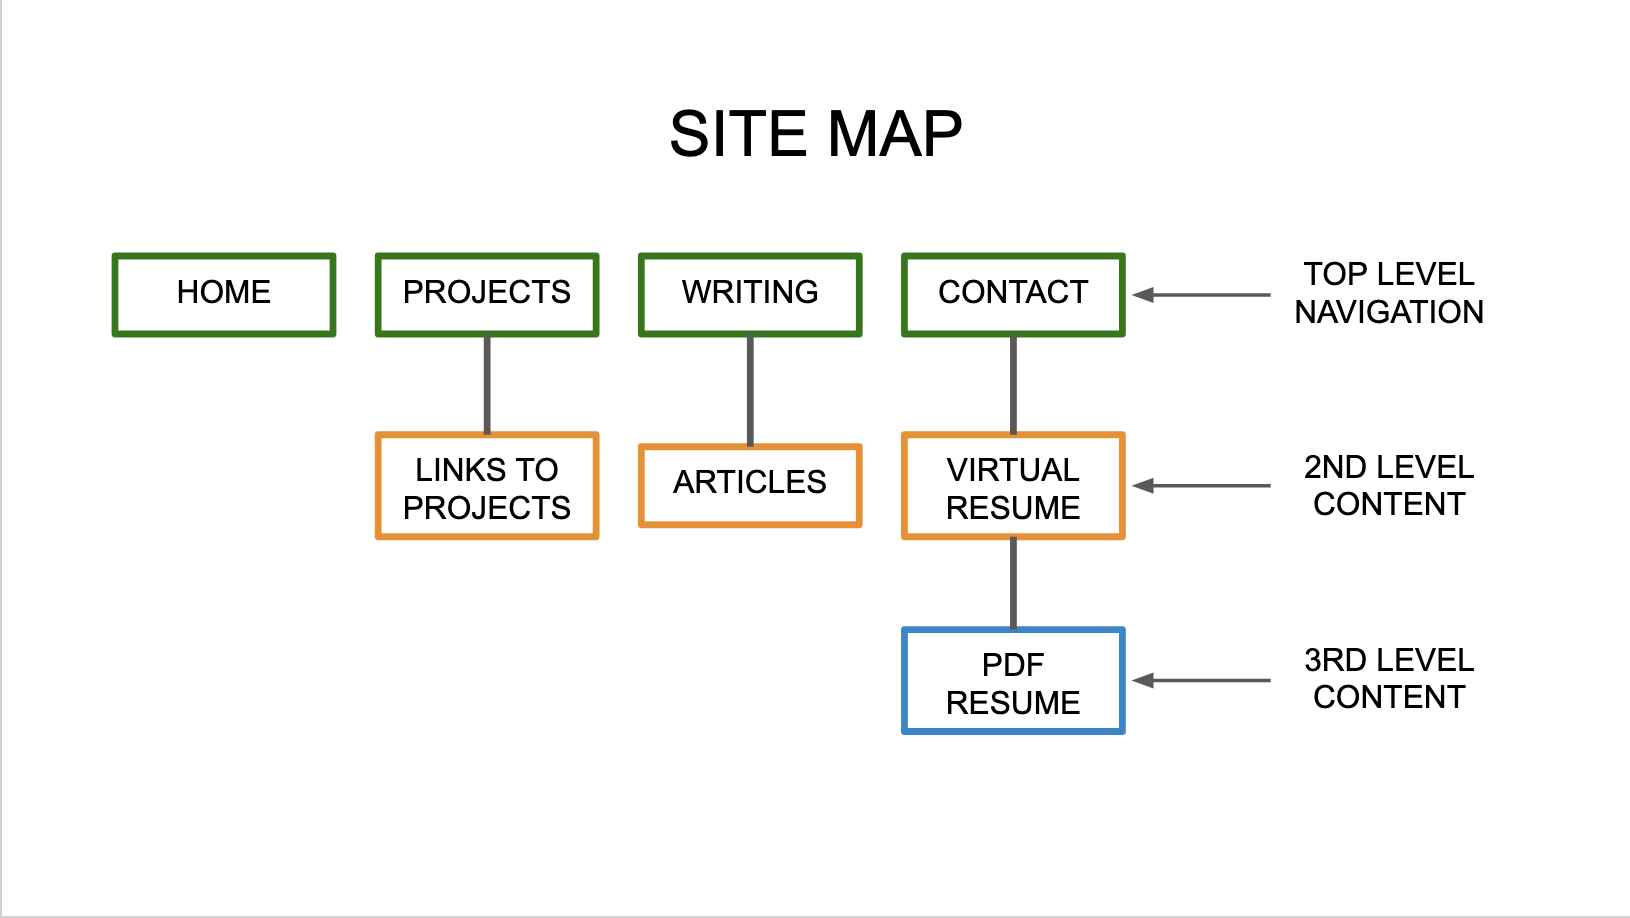 SITE MAP
HOME
PROJECTS
WRITING
CONTACT
TOP LEVEL
NAVIGATION
LINKS TO
PROJECTS
ARTICLES
VIRTUAL
RESUME
2ND LEVEL
CONTENT
PDF
RESUME
3RD LEVEL
CONTENT